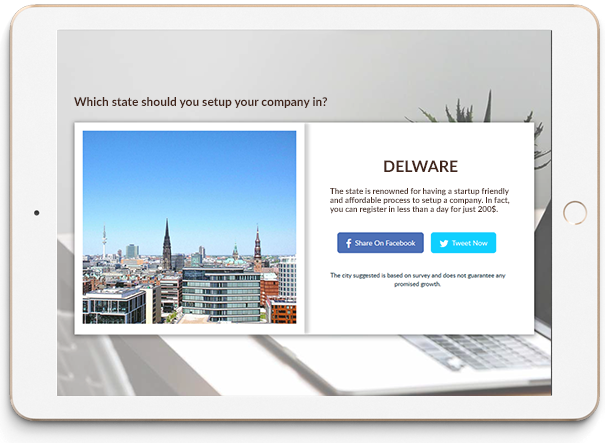 Which state should you setup your company in?
DELWARE
The state is renowned for having a startup friendly
and affordable process to setup a company. In fact,
you can register in less than a day for just 200$.
Share On Facebook
Tweet Now
The city suggested is based on survey and does not guarantee any
promised growth.